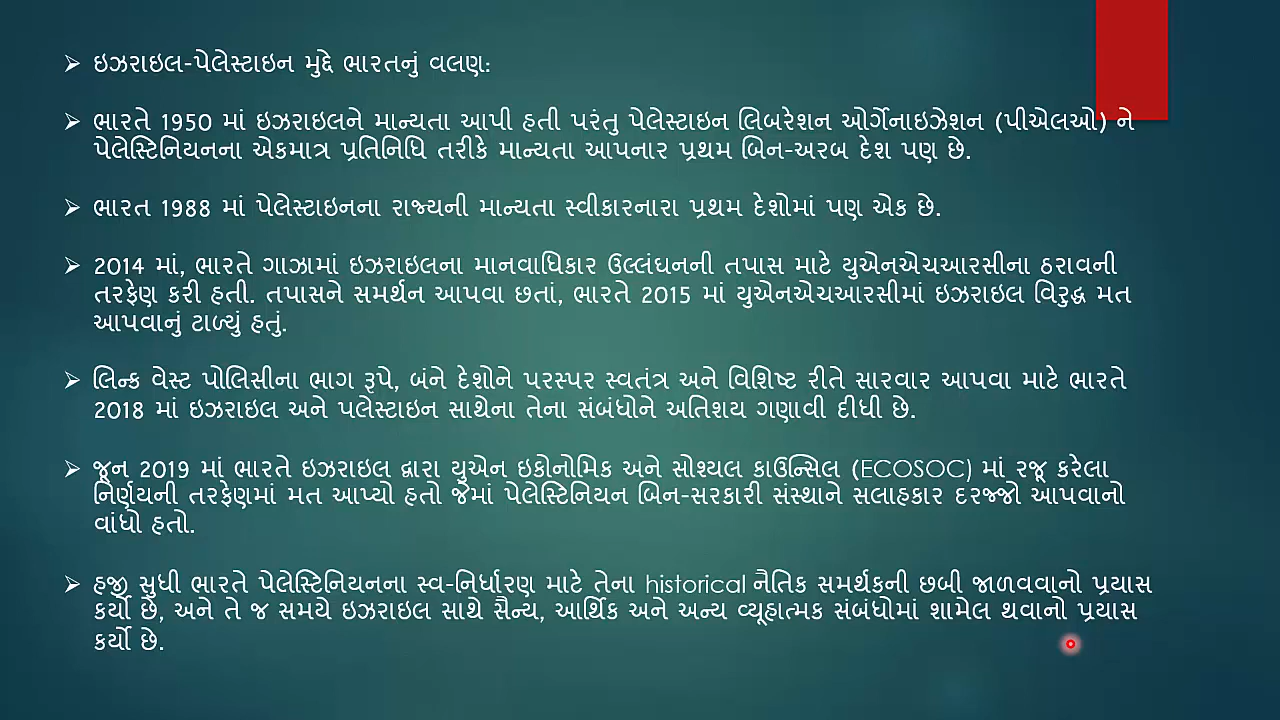 ➢ ઇઝરાઇલ-પેલેસ્ટાઇન મુદ્દે ભારતનું વલણ:
➢ ભારતે 1950 માં ઇઝરાઇલને માન્યતા આપી હતી પરંતુ પેલેસ્ટાઇન લિબરેશન ઓર્ગેનાઇઝેશન (પીએલઓ) ને
પેલેસ્ટિનિયનના એકમાત્ર પ્રતિનિધિ તરીકે માન્યતા આપનાર પ્રથમ બિન-અરબ દેશ પણ છે.
➢ ભારત 1988 માં પેલેસ્ટાઇનના રાજ્યની માન્યતા સ્વીકારનારા પ્રથમ દેશોમાં પણ એક છે.
➢ 2014 માં, ભારતે ગાઝામાં ઇઝરાઇલના માનવાધિકાર ઉલ્લંઘનની તપાસ માટે યુએનએચઆરસીના ઠરાવની
તરફેણ કરી હતી. તપાસને સમર્થન આપવા છતાં, ભારતે 2015 માં યુએનએચઆરસીમાં ઇઝરાઇલ વિરુદ્ધ મત
આપવાનું ટાળ્યું હતું.
➢ લિન્ક વેસ્ટ પોલિસીના ભાગ રૂપે, બંને દેશોને પરસ્પર સ્વતંત્ર અને વિશિષ્ટ રીતે સારવાર આપવા માટે ભારતે
2018 માં ઇઝરાઇલ અને પલેસ્ટાઇન સાથેના તેના સંબંધોને અતિશય ગણાવી દીધી છે.
➢ જૂન 2019 માં ભારતે ઇઝરાઇલ દ્વારા યુએન ઇકોનોમિક અને સોશ્યલ કાઉન્સિલ (ECOSOC) માં રજૂ કરેલા
નિર્ણયની તરફેણમાં મત આપ્યો હતો જેમાં પેલેસ્ટિનિયન બિન-સરકારી સંસ્થાને સલાહકાર દરજ્જો આપવાનો
વાંધો હતો.
➢ હજી સુધી ભારતે પેલેસ્ટિનિયનના સ્વ-નિર્ધારણ માટે તેના historical નૈતિક સમર્થકની છબી જાળવવાનો પ્રયાસ
કર્યો છે, અને તે જ સમયે ઇઝરાઇલ સાથે સૈન્ય, આર્થિક અને અન્ય વ્યૂહાત્મક સંબંધોમાં શામેલ થવાનો પ્રયાસ
કર્યો છે.